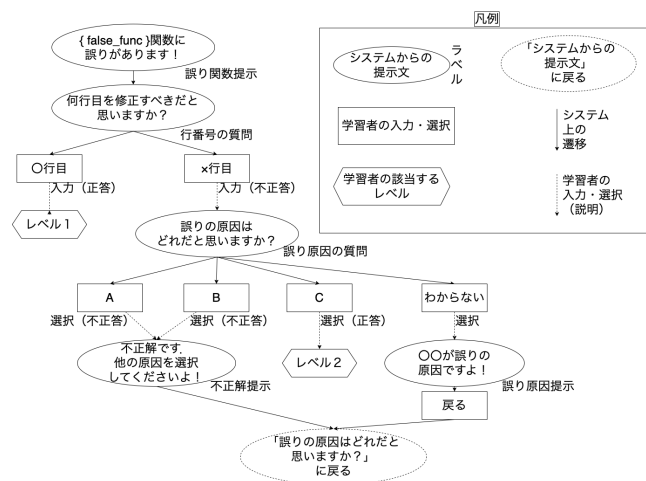 { false_func }関数に
誤りがあります！
誤り関数提示
何行目を修正すべきだと
思いますか？
行番号の質問
〇行目
×行目
入力（正答）
入力（不正答）
レベル１
誤りの原因は
どれだと思いますか？
誤り原因の質問
A
B
C
わからない
選択（不正答）
選択（不正答）
選択（正答）
選択
不正解です,
他の原因を選択
してくださいよ！
不正解提示
レベル２
〇〇が誤りの
原因ですよ！
誤り原因提示
戻る
「誤りの原因はどれだと
思いますか？」
に戻る
凡例
システムからの
提示文
ラベル
「システムからの
提示文」
に戻る
学習者の入力・選択
システム
上の
遷移
学習者の該当する
レベル
学習者の
入力・選択
（説明）